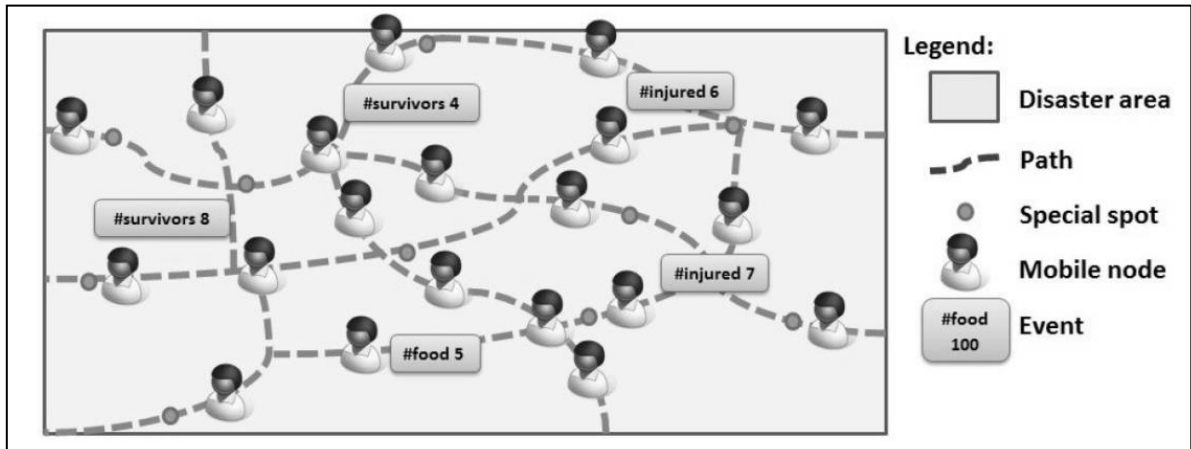 #survivors 4
#injured 6
#survivors 8
#injured 7
#food 5
Legend:
Disaster area
Path
Special spot
Mobile node
#food
100
Event